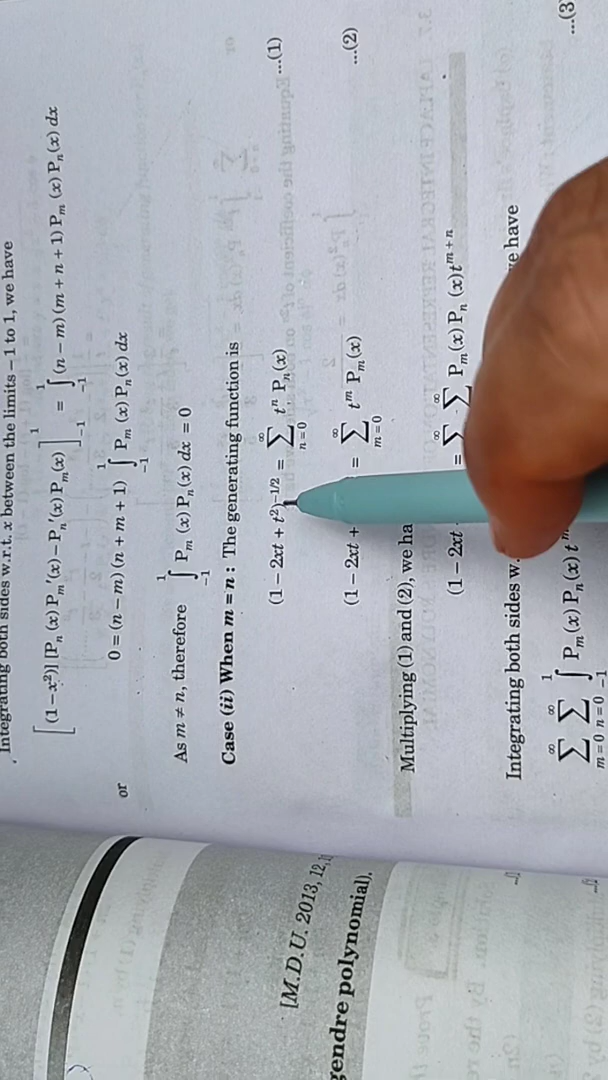 Integrating both sides w.r.t. x between the limits – 1 to 1, we have
[(1–x²)] [Pₙ (x) Pₘ′(x) – Pₙ′(x) Pₘ(x)]₋₁¹ = ∫₋₁¹ (n – m) (m + n + 1) Pₘ (x) Pₙ (x) dx
or 0 = (n – m) (n + m + 1) ∫₋₁¹ Pₘ (x) Pₙ(x) dx
As m ≠ n, therefore ∫₋₁¹ Pₘ (x) Pₙ(x) dx = 0
Case (ii) When m = n : The generating function is
(1 – 2xt + t²)^–1/2 = ∑_{n=0}^∞ tⁿ Pₙ(x) ...(1)
(1 – 2xt + = ∑_{m=0}^∞ tᵐ Pₘ(x) ...(2)
Multiplying (1) and (2), we ha
(1 – 2xt = ∑^∞ ∑^∞ Pₘ(x) Pₙ (x) t^{m + n}
Integrating both sides w. e have
∑_{m=0}^∞ ∑_{n=0}^∞ ∫₋₁¹ Pₘ(x) Pₙ(x) t ...(3)
[M.D.U. 2013, 12,
gendre polynomial).